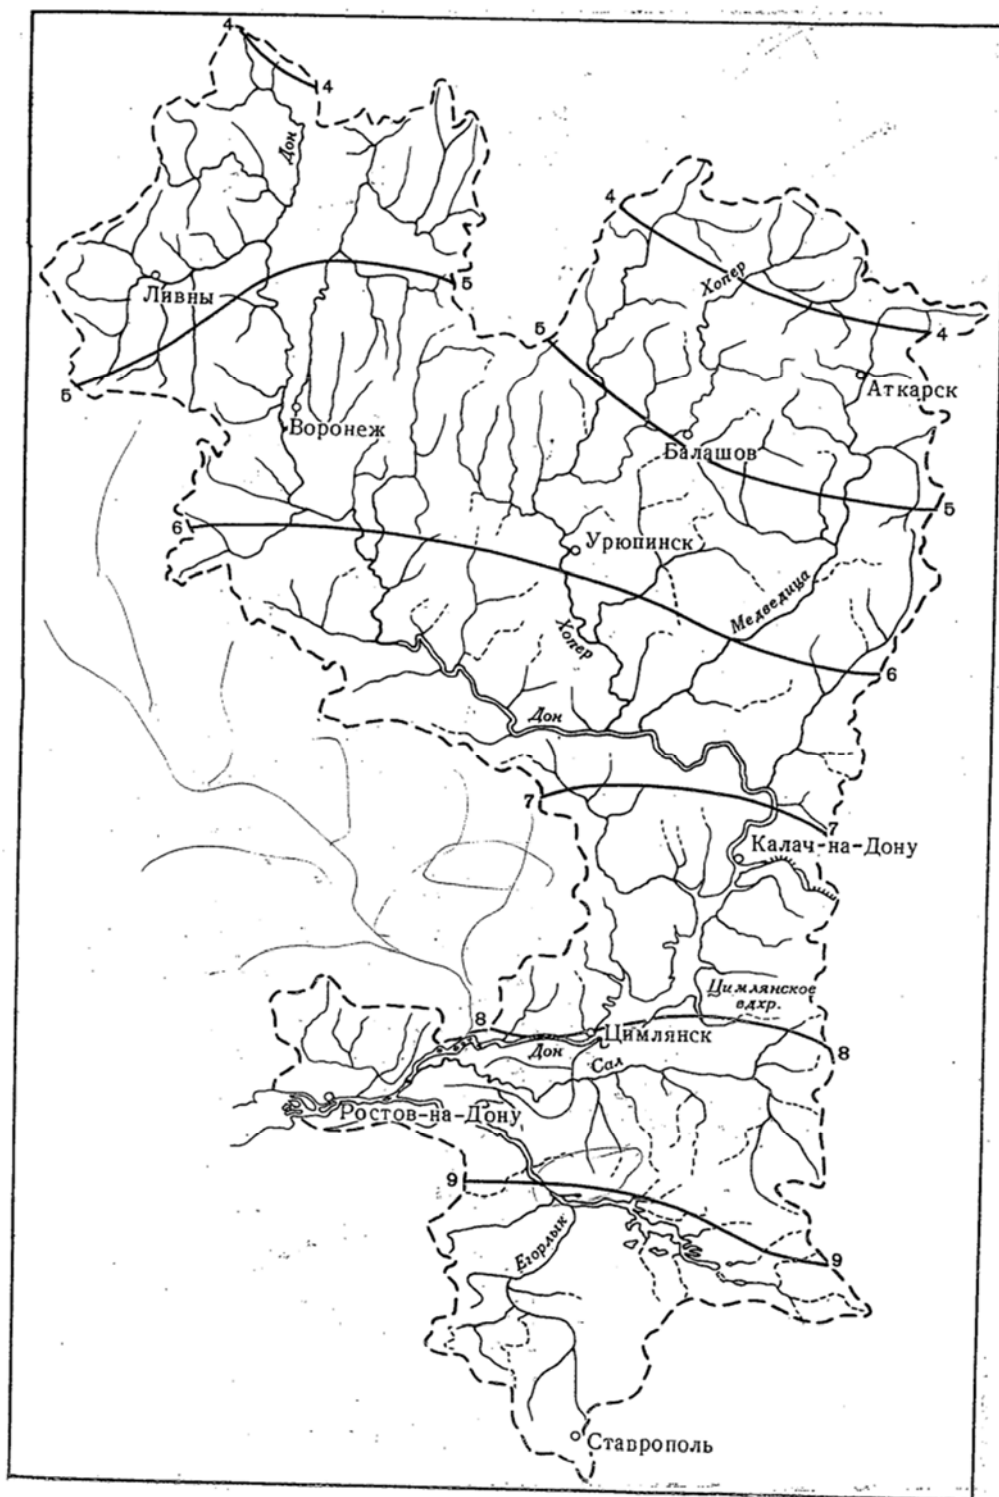 4
4
Дон
4
Хопер
5
Ливны
5
4
5
Аткарск
Воронеж
Балашов
5
6
Урюпинск
Медведица
Хопер
6
Дон
7
7
Калач-на-Дону
Цимлянское
вдхр.
8
Цимлянск
Дон
8
Сал
Ростов-на-Дону
9
Егорлык
9
Ставрополь